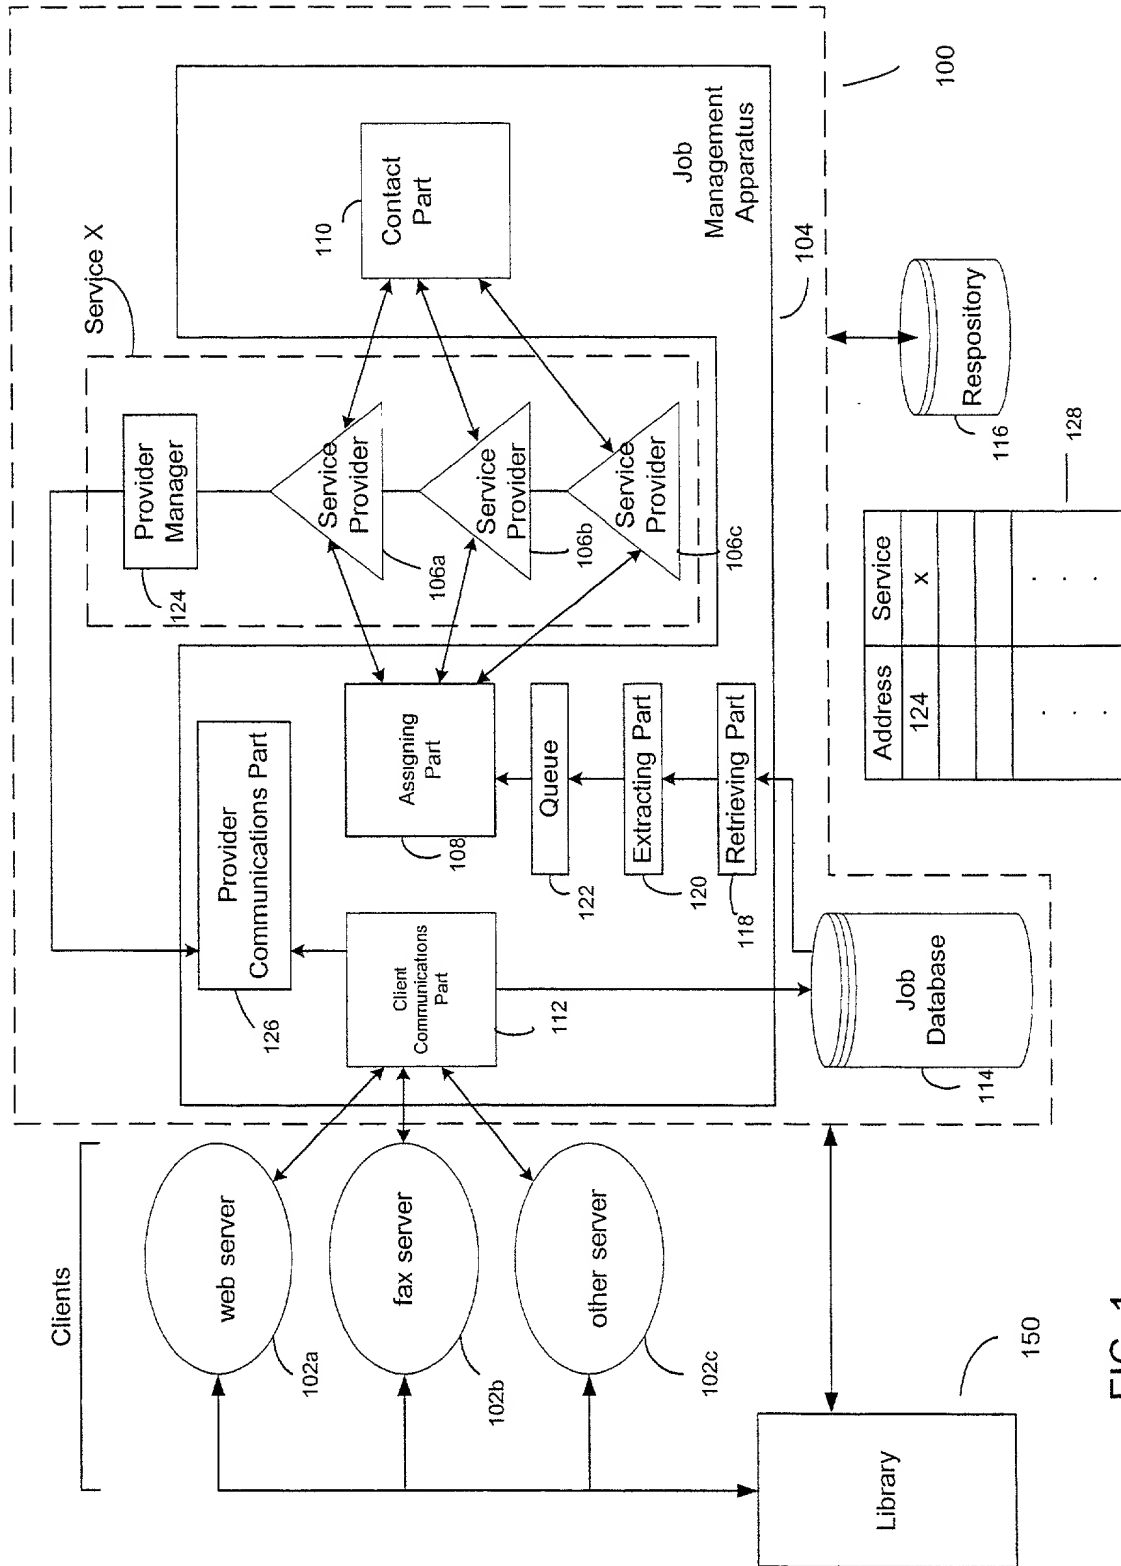 Clients
Library
150
web server
102a
fax server
102b
other server
102c
Provider
Communications Part
126
Client
Communications
Part
112
Job
Database
114
Assigning
Part
108
Queue
122
Extracting Part
120
Retrieving Part
118
Service X
Provider
Manager
124
Service
Provider
106a
Service
Provider
106b
Service
Provider
106c
Contact
Part
110
Job
Management
Apparatus
104
100
Respository
116
Address Service
124 x
. . .
. . .
128
FIG. 1